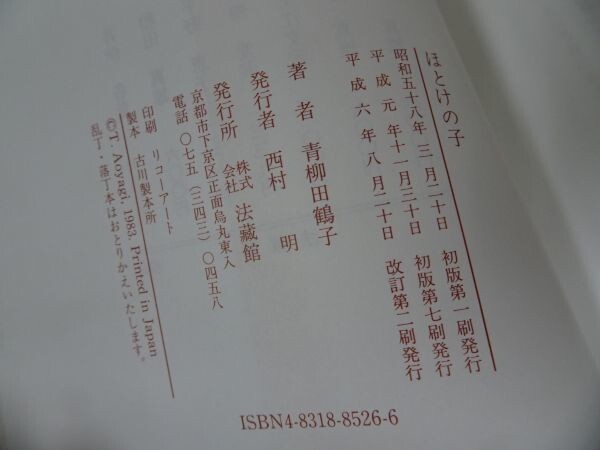 ほとけの子
昭和五十八年 三月二十日 初版第一刷発行
平成元年十一月三十日 初版第七刷発行
平成六年八月二十日 改訂第二刷発行
著者 青柳田鶴子
発行者 西村 明
発行所 株式会社 法藏館
京都市下京区正面烏丸東入
電話 〇七五(三四三)〇四五八
印刷 リコーアート
製本 古川製本所
©T. Aoyagi. 1983. Printed in Japan
乱丁・落丁本はおとりかえいたします。
ISBN4-8318-8526-6